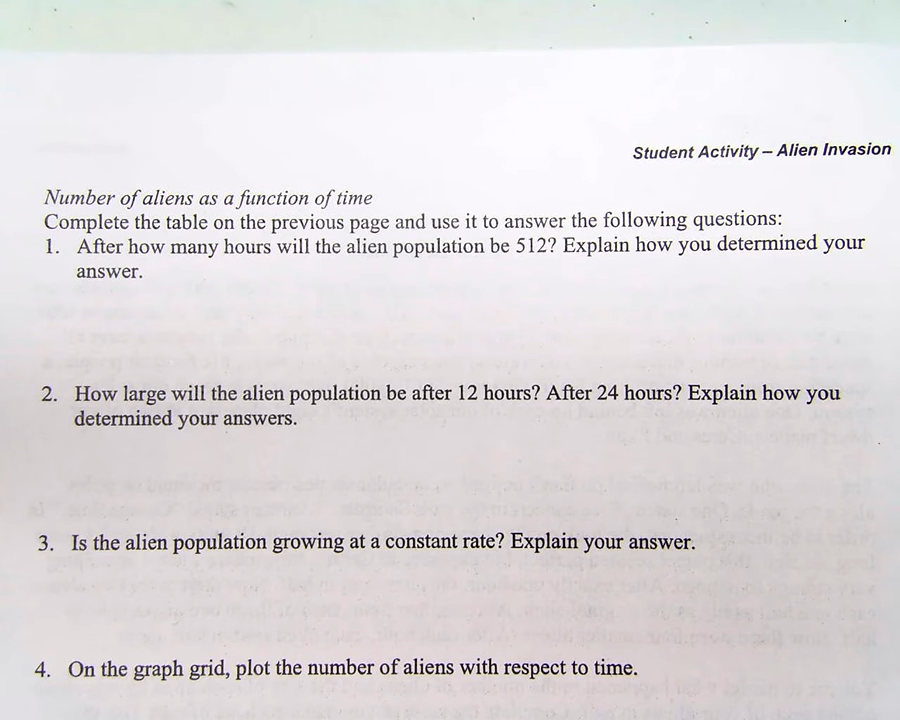 Student Activity – Alien Invasion
Number of aliens as a function of time
Complete the table on the previous page and use it to answer the following questions:
1. After how many hours will the alien population be 512? Explain how you determined your
answer.
2. How large will the alien population be after 12 hours? After 24 hours? Explain how you
determined your answers.
3. Is the alien population growing at a constant rate? Explain your answer.
4. On the graph grid, plot the number of aliens with respect to time.